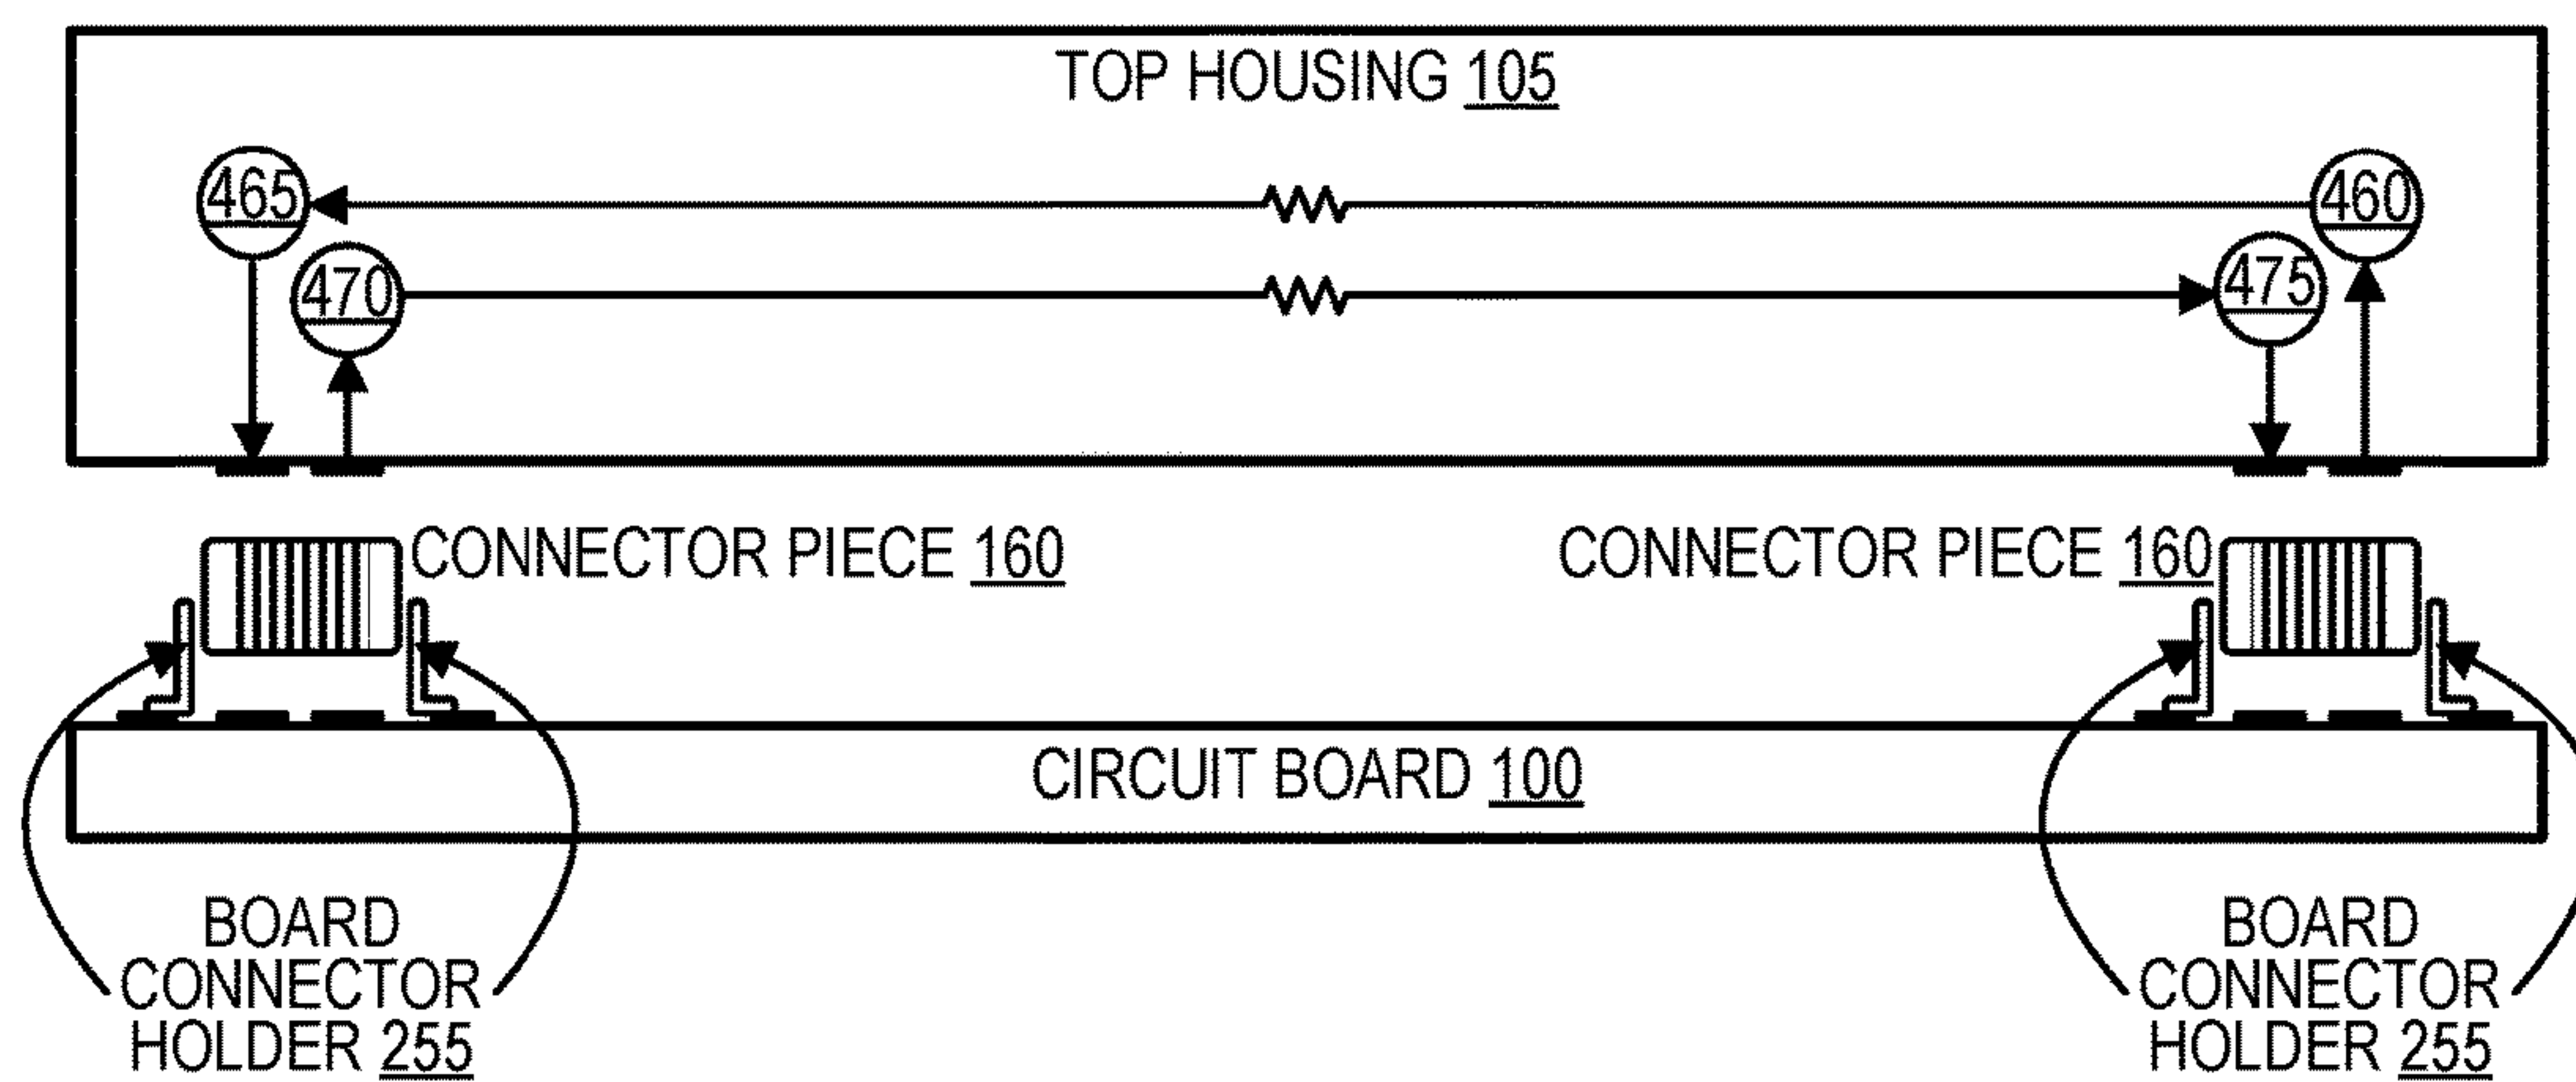 TOP HOUSING 105
465
460
470
475
CONNECTOR PIECE 160
CONNECTOR PIECE 160
CIRCUIT BOARD 100
BOARD
CONNECTOR
HOLDER 255
BOARD
CONNECTOR
HOLDER 255